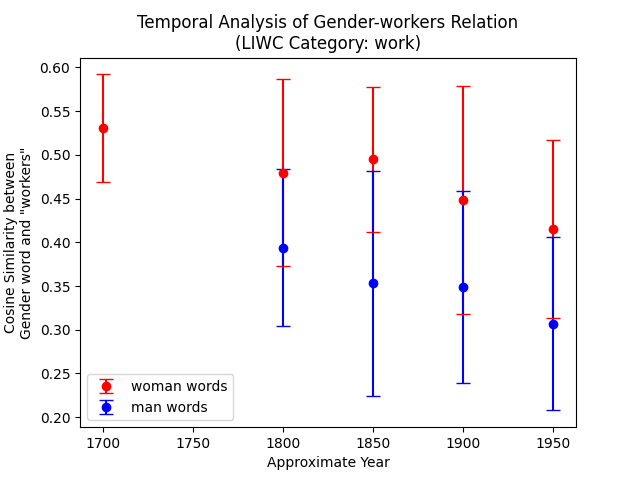 Temporal Analysis of Gender-workers Relation
(LIWC Category: work)
Cosine Similarity between
Gender word and "workers"
0.60
0.55
0.50
0.45
0.40
0.35
0.30
0.25
0.20
woman words
man words
1700
1750
1800
1850
1900
1950
Approximate Year